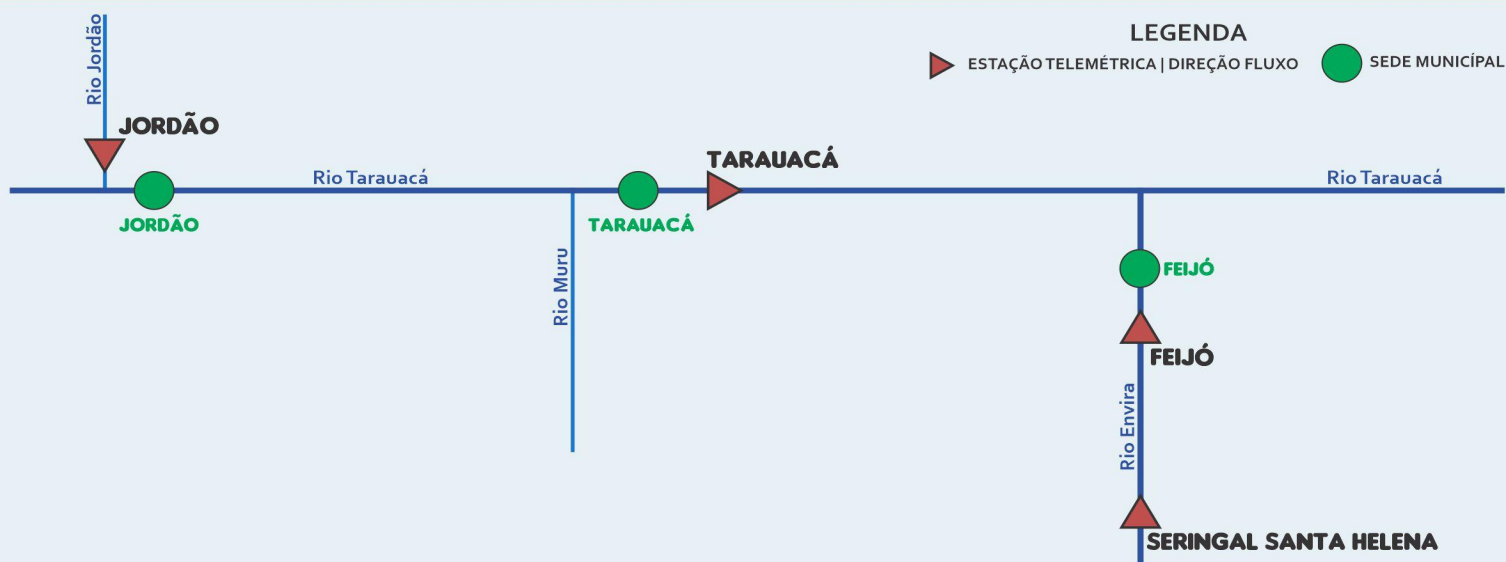 LEGENDA
ESTAÇÃO TELEMÉTRICA | DIREÇÃO FLUXO
SEDE MUNICÍPAL
Rio Jordão
JORDÃO
JORDÃO
Rio Tarauacá
TARAUACÁ
TARAUACÁ
Rio Tarauacá
Rio Muru
FEIJÓ
FEIJÓ
Rio Envira
SERINGAL SANTA HELENA